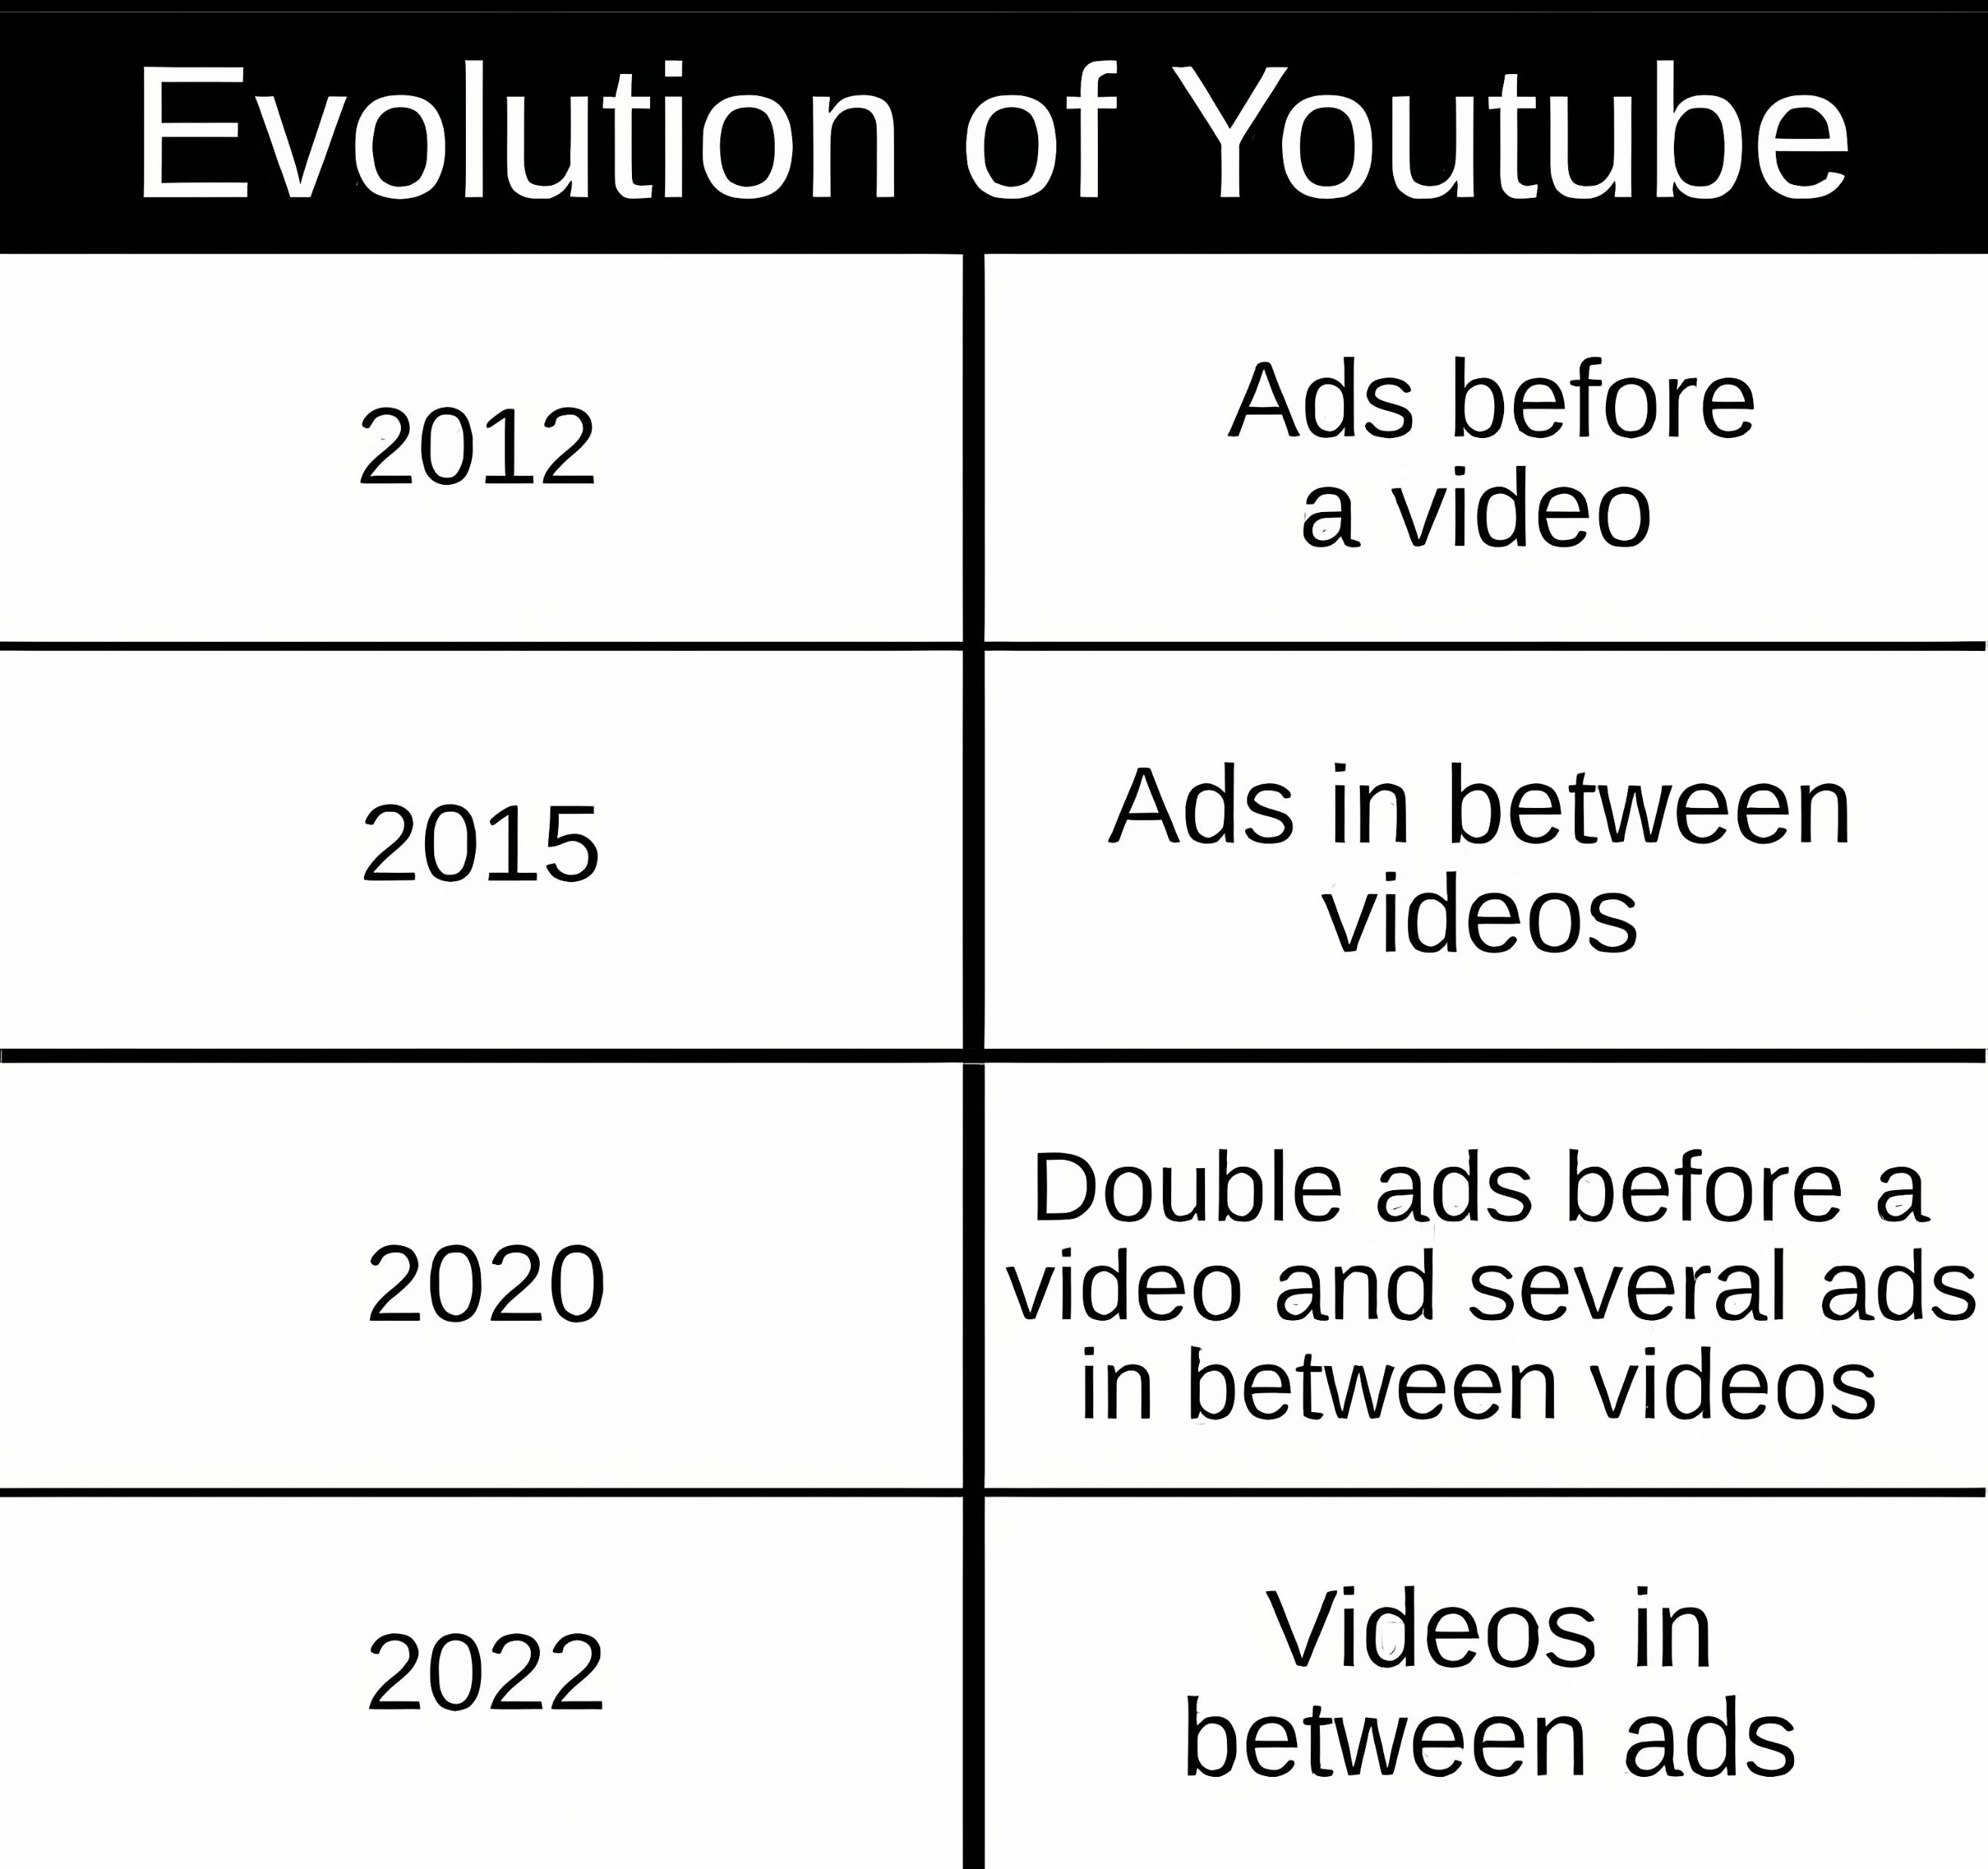 Evolution of Youtube
2012
Ads before
a video
2015
Ads in between
videos
2020
Double ads before a
video and several ads
in between videos
2022
Videos in
between ads